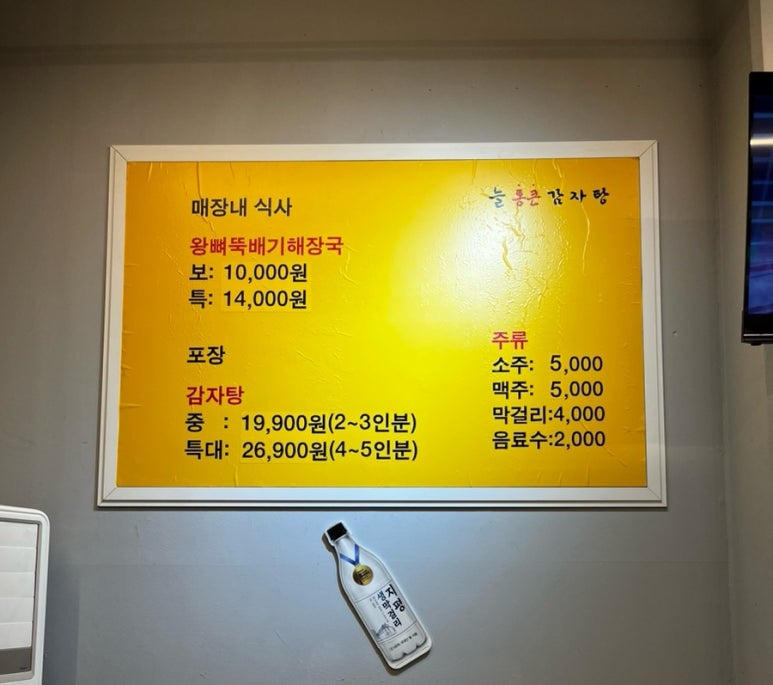 늘 통큰 감자탕
매장내 식사
왕뼈뚝배기해장국
보: 10,000원
특: 14,000원
포장
감자탕
중 : 19,900원(2~3인분)
특대: 26,900원(4~5인분)
주류
소주: 5,000
맥주: 5,000
막걸리:4,000
음료수:2,000
지평
생막걸리